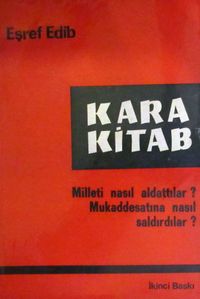 Eşref Edib
KARA
KİTAB
Milleti nasıl aldattılar?
Mukaddesatına nasıl
saldırdılar?
İkinci Baskı